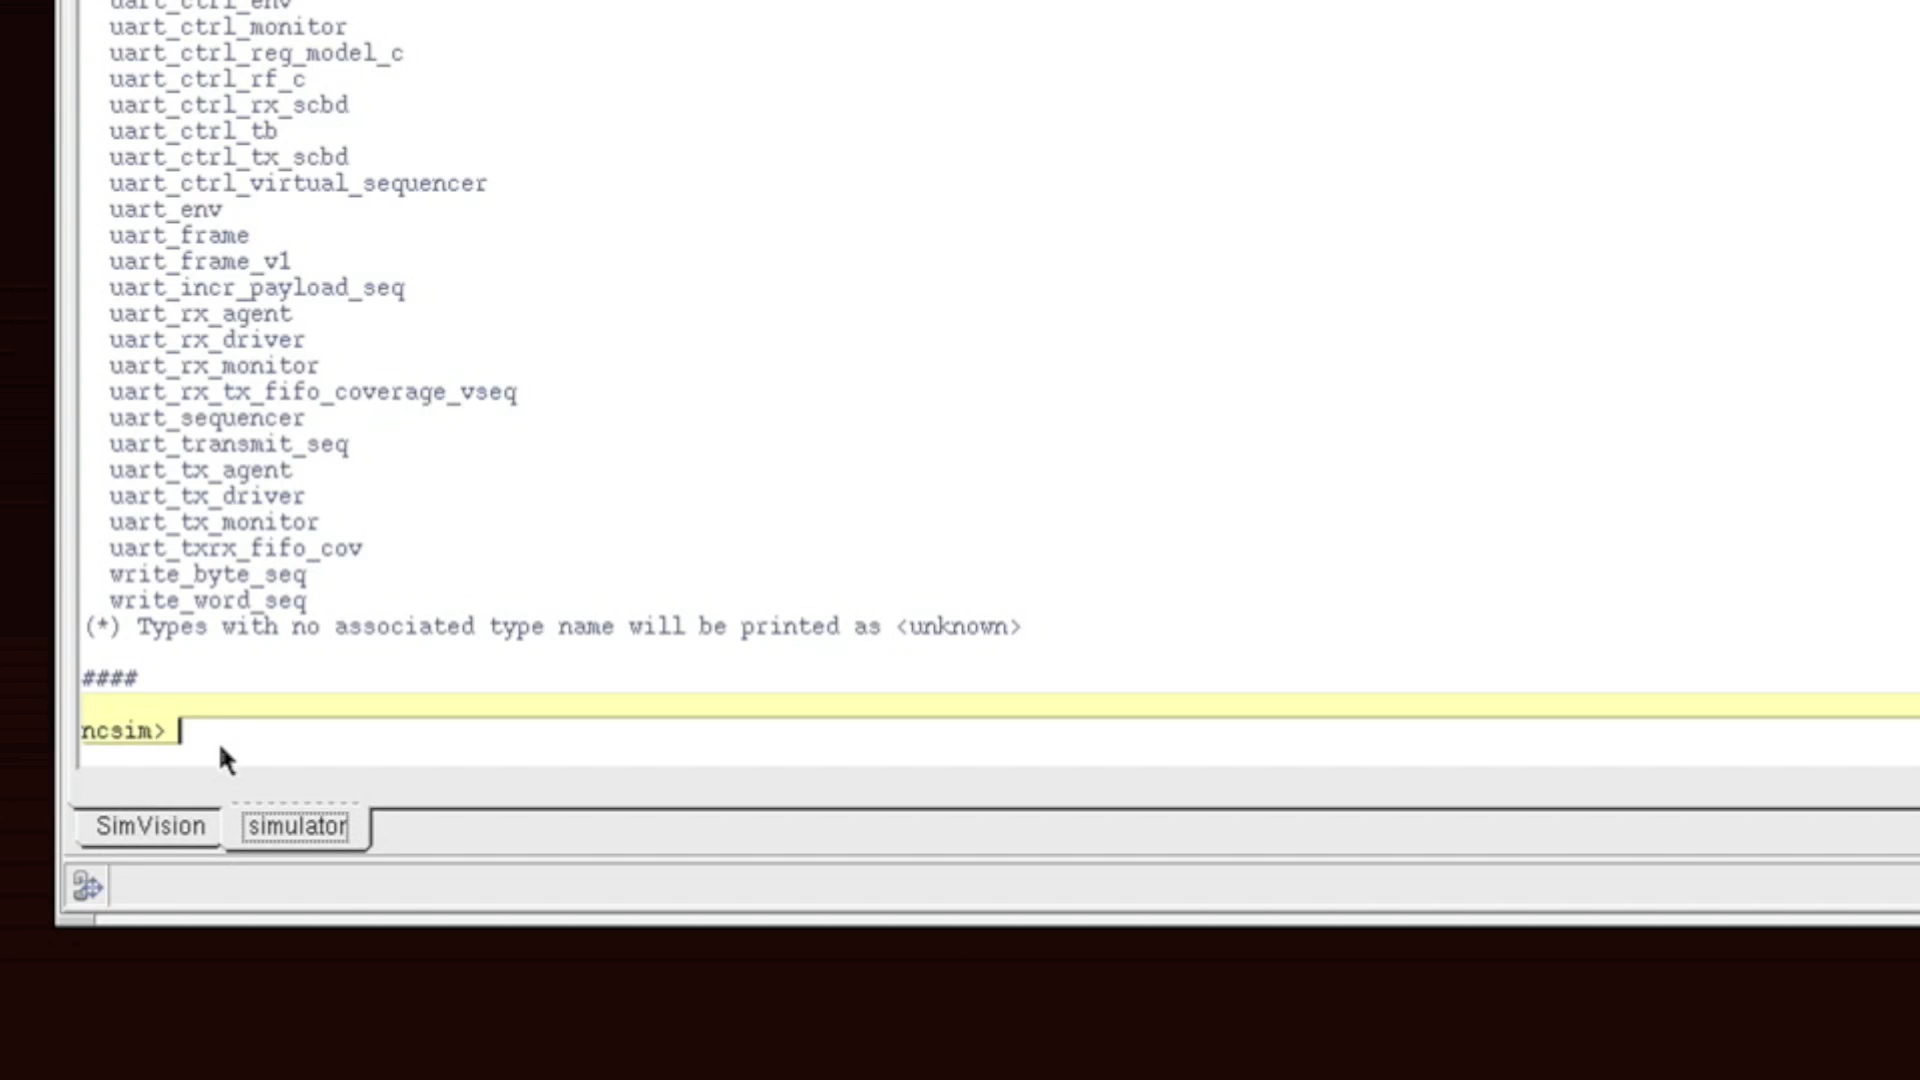 uart_ctrl_env
uart_ctrl_monitor
uart_ctrl_reg_model_c
uart_ctrl_rf_c
uart_ctrl_rx_scbd
uart_ctrl_tb
uart_ctrl_tx_scbd
uart_ctrl_virtual_sequencer
uart_env
uart_frame
uart_frame_v1
uart_incr_payload_seq
uart_rx_agent
uart_rx_driver
uart_rx_monitor
uart_rx_tx_fifo_coverage_vseq
uart_sequencer
uart_transmit_seq
uart_tx_agent
uart_tx_driver
uart_tx_monitor
uart_txrx_fifo_cov
write_byte_seq
write_word_seq
(*) Types with no associated type name will be printed as <unknown>
####
ncsim>
SimVision simulator